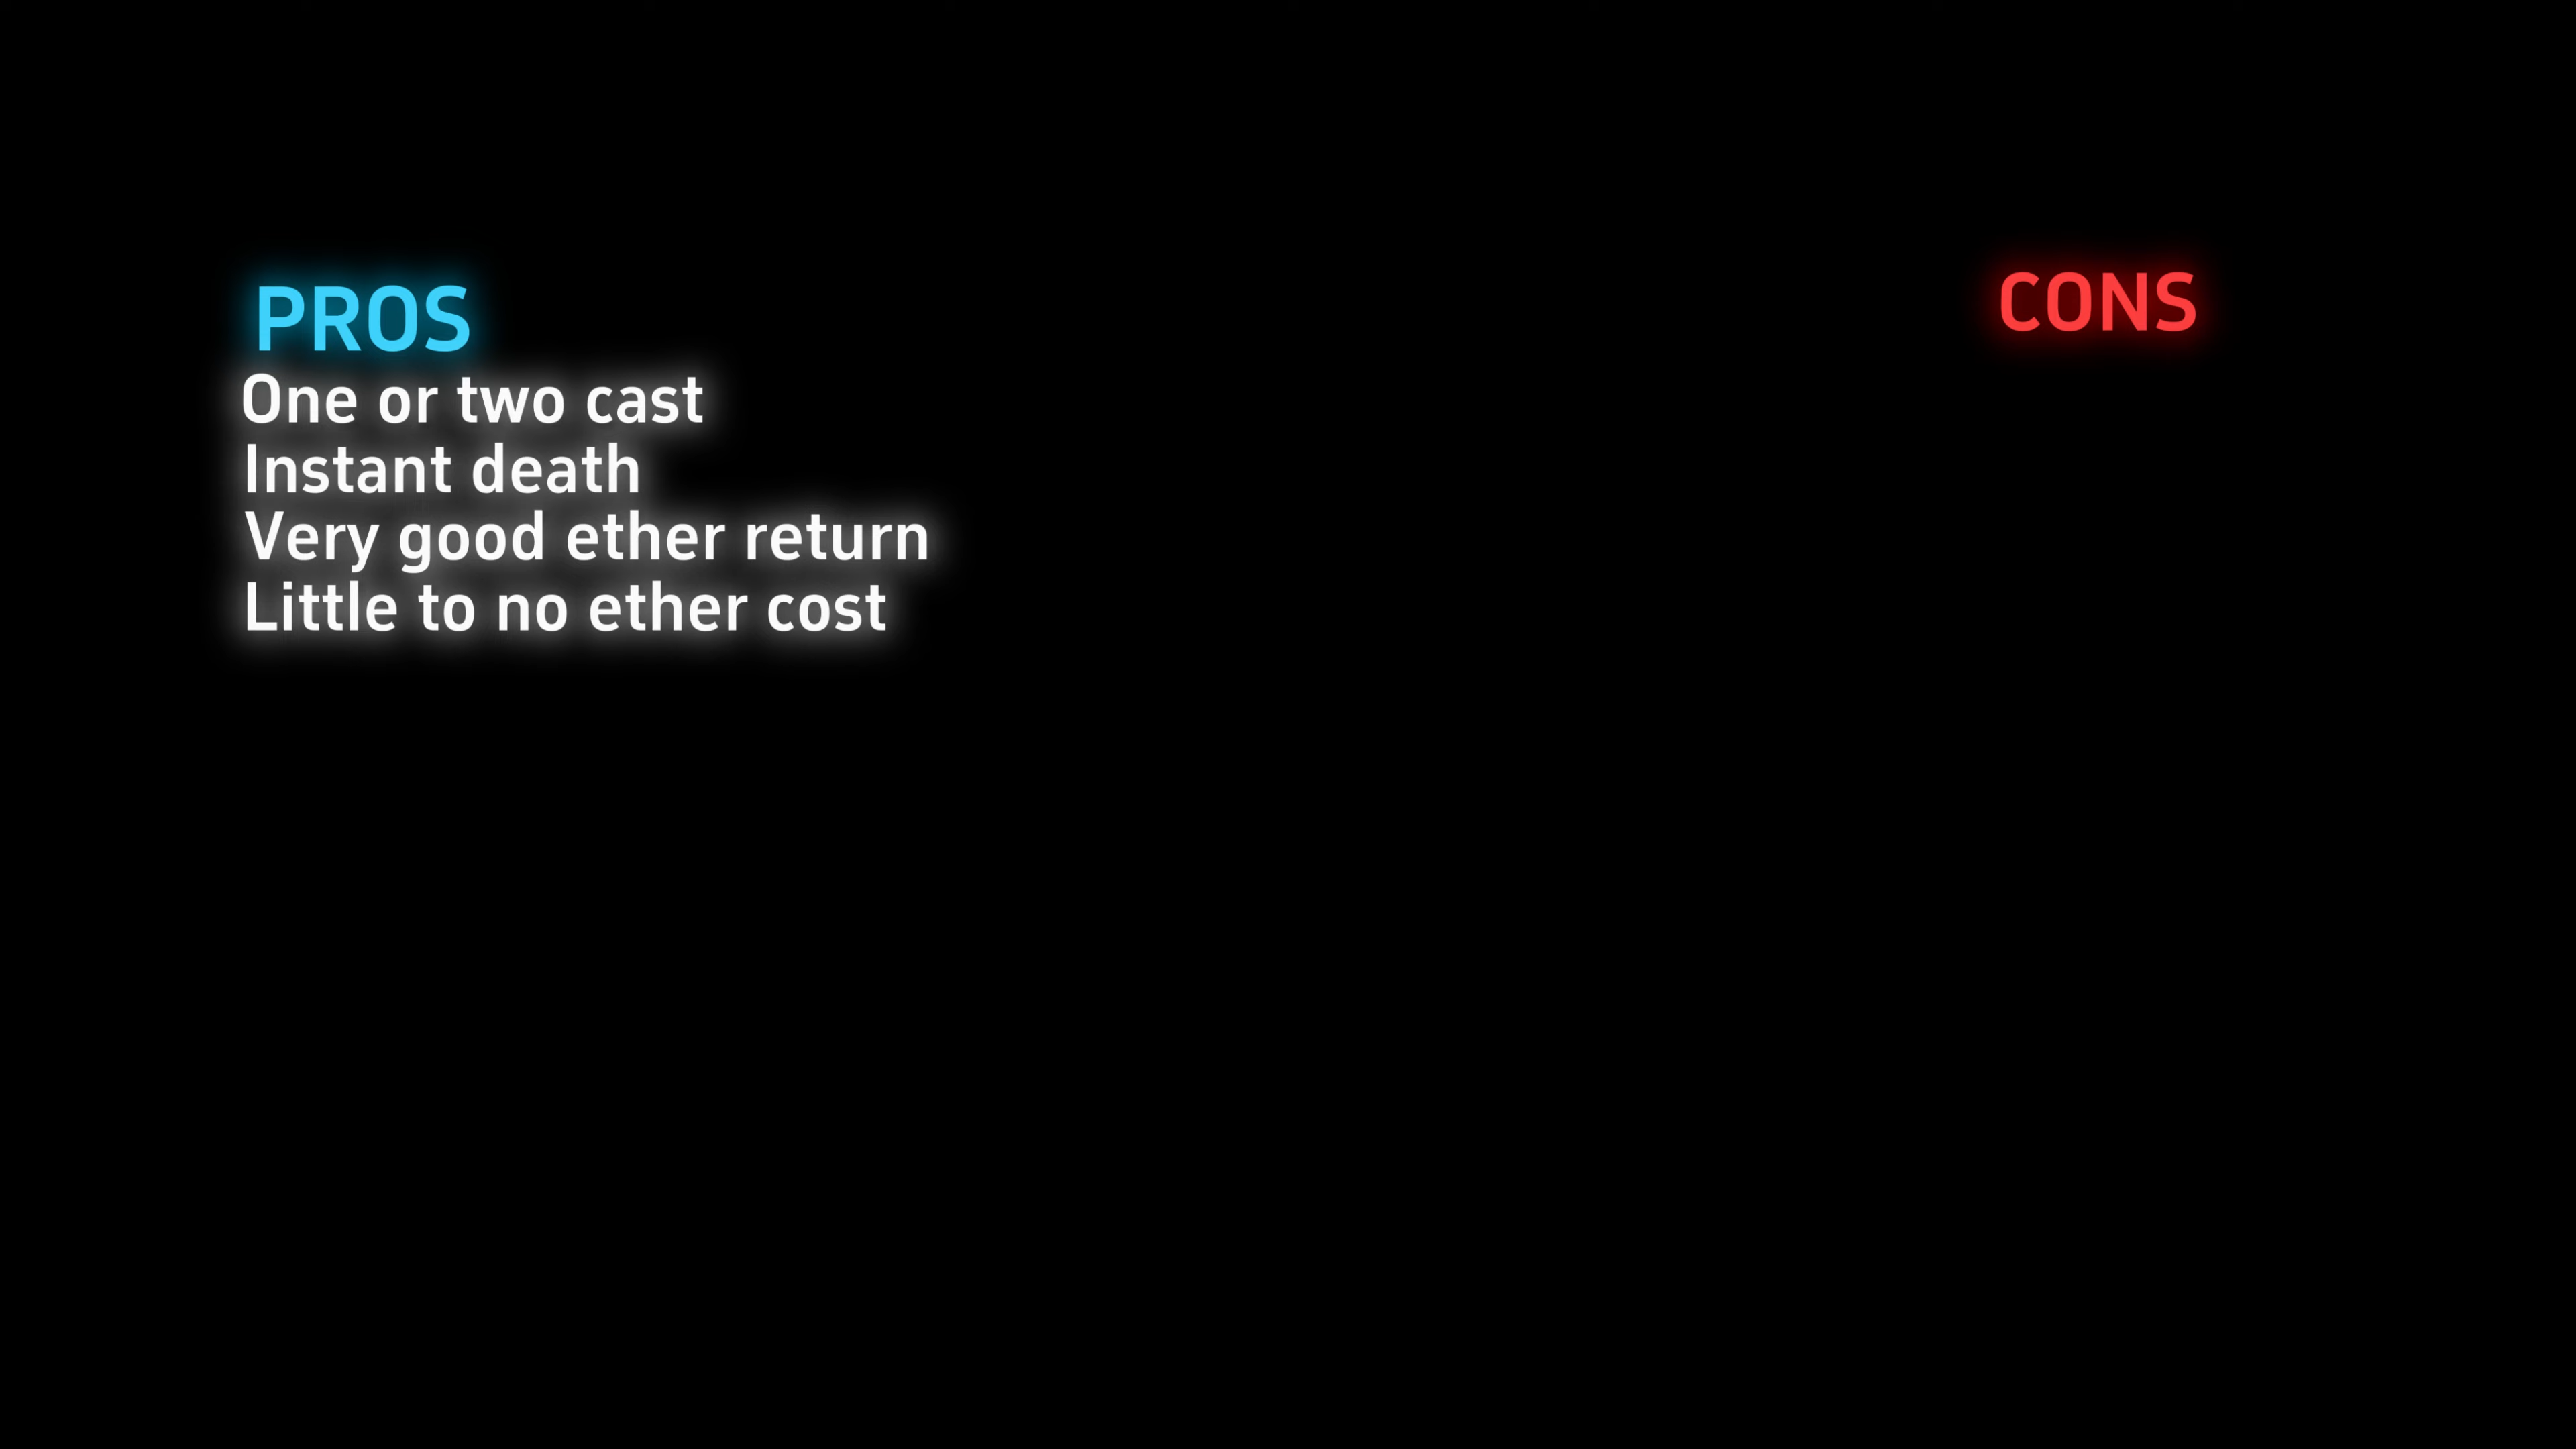 PROS
One or two cast
Instant death
Very good ether return
Little to no ether cost
CONS